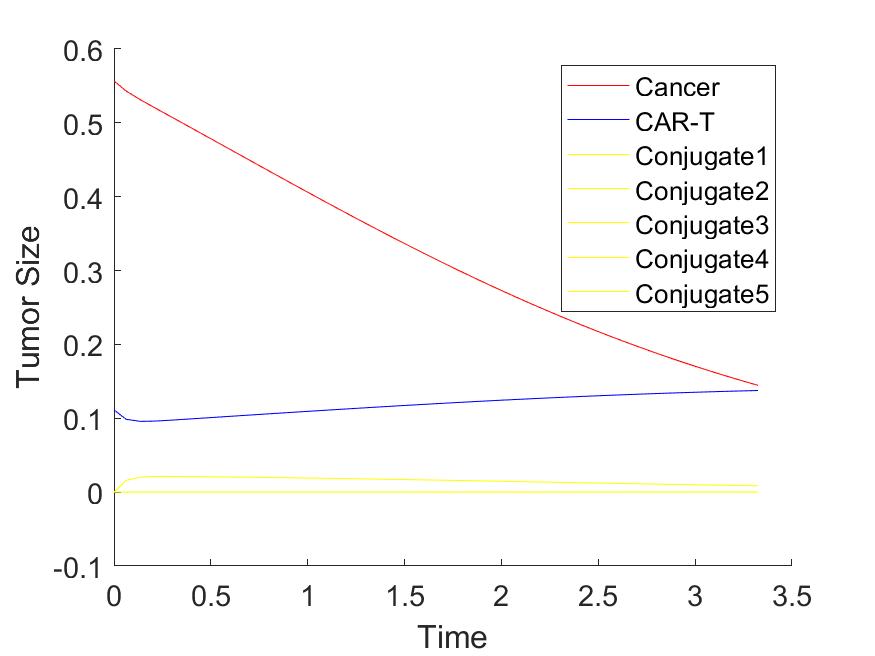 0.6
0.5
0.4
0.3
0.2
0.1
0
-0.1
Tumor Size
0
0.5
1
1.5
2
2.5
3
3.5
Time
Cancer
CAR-T
Conjugate1
Conjugate2
Conjugate3
Conjugate4
Conjugate5